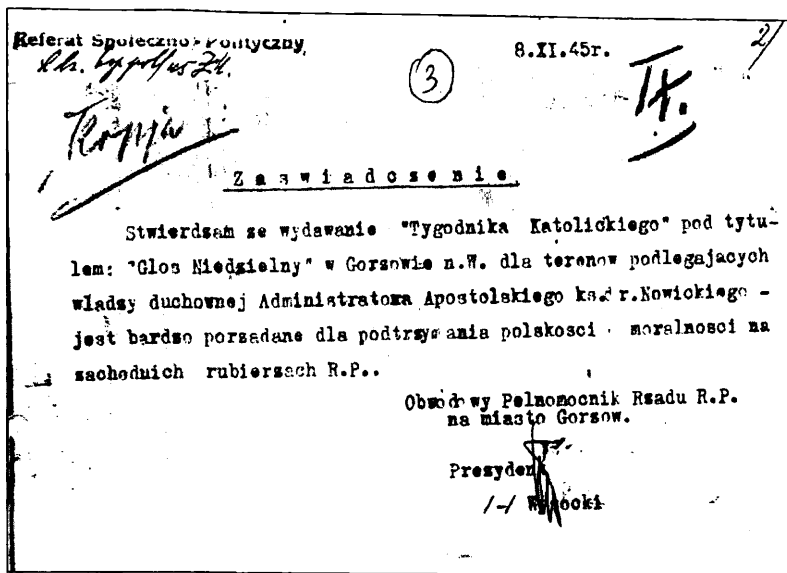 Referat Społeczno-Polityczny
8.XI.45r.
2/
3
IX.
Kopja
Zaswiadczenie
Stwierdzam ze wydawanie "Tygodnika Katolickiego" pod tytu-
lem: "Glos Niedzielny" w Gorzowie n.W. dla terenow podlegajacych
wladzy duchownej Administratora Apostolskiego ks.dr.Nowickiego -
jest bardzo porzadane dla podtrzymania polskosci i moralnosci na
zachodnich rubierzach R.P..
Obwodowy Pelnomocnik Rzadu R.P.
na miasto Gorzow.
Prezydent
/-/ Wysocki